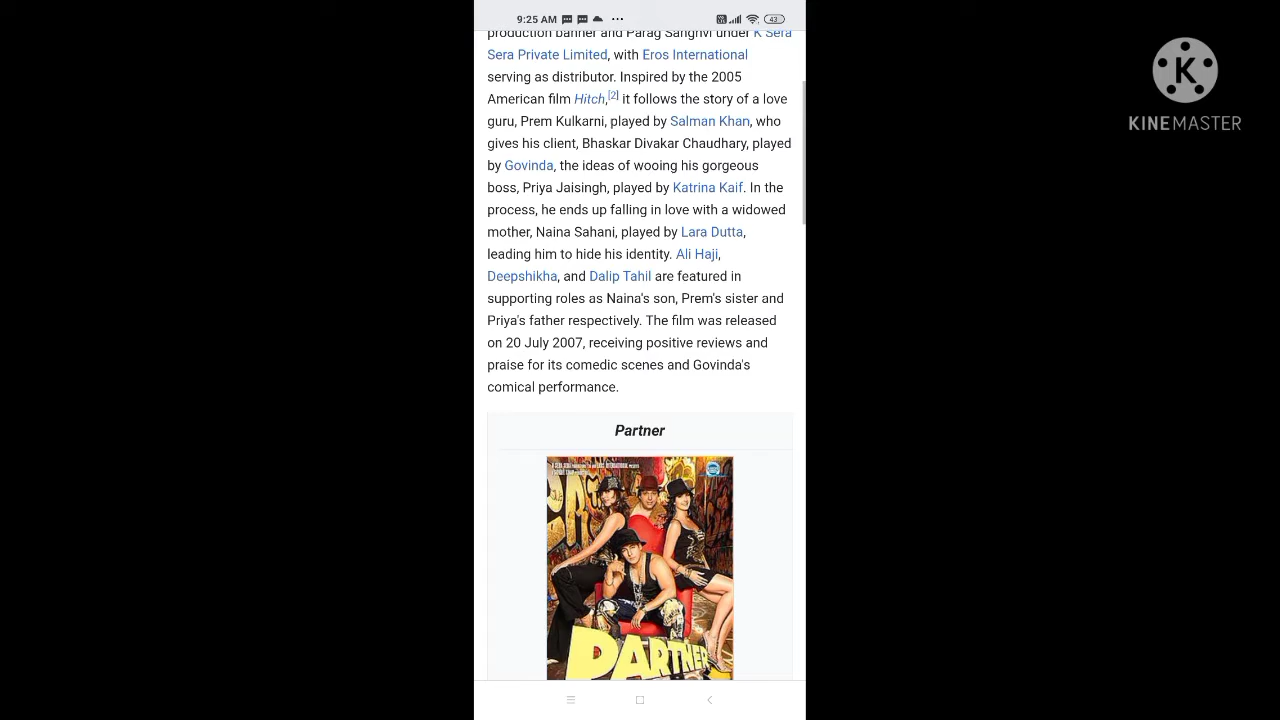 9:25 AM
43
production banner and Parag Sanghvi under K Sera
Sera Private Limited, with Eros International
serving as distributor. Inspired by the 2005
American film Hitch,[2] it follows the story of a love
guru, Prem Kulkarni, played by Salman Khan, who
gives his client, Bhaskar Divakar Chaudhary, played
by Govinda, the ideas of wooing his gorgeous
boss, Priya Jaisingh, played by Katrina Kaif. In the
process, he ends up falling in love with a widowed
mother, Naina Sahani, played by Lara Dutta,
leading him to hide his identity. Ali Haji,
Deepshikha, and Dalip Tahil are featured in
supporting roles as Naina's son, Prem's sister and
Priya's father respectively. The film was released
on 20 July 2007, receiving positive reviews and
praise for its comedic scenes and Govinda's
comical performance.
Partner
PARTNER
K
KINEMASTER